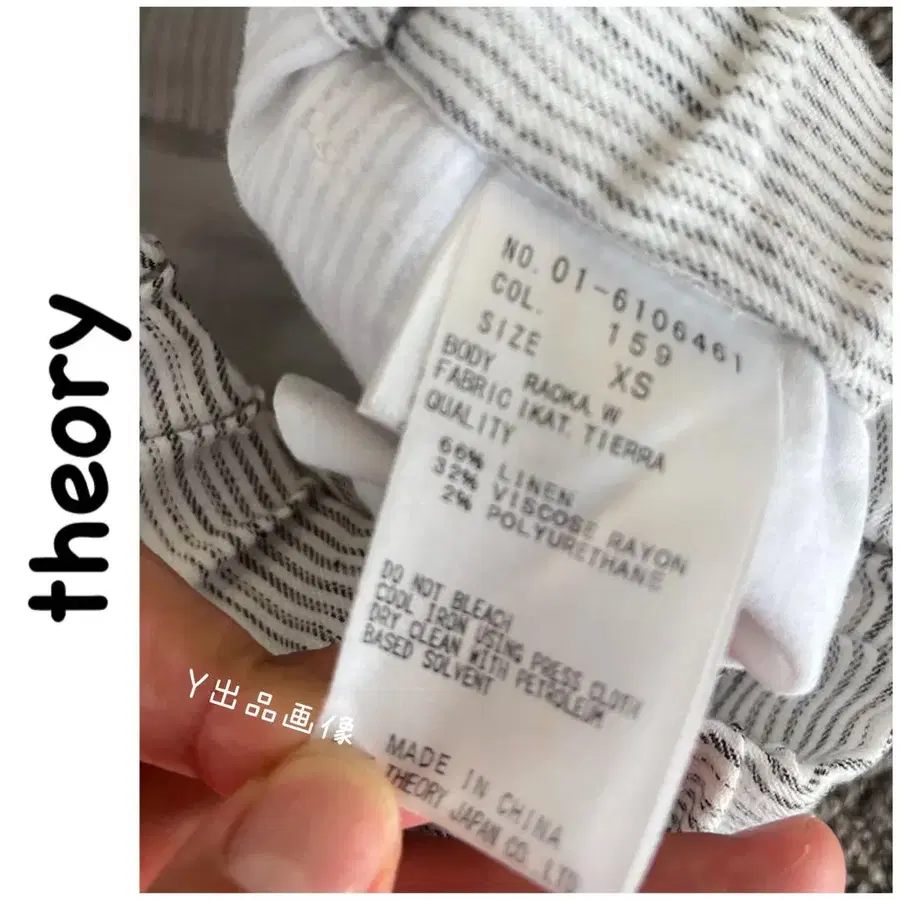 theory
NO. 01-6106461
COL. 159
SIZE XS
BODY RAOKA.W
FABRIC IKAT.TIERRA
QUALITY
66% LINEN
32% VISCOSE RAYON
2% POLYURETHANE
DO NOT BLEACH
COOL IRON USING PRESS CLOTH
DRY CLEAN WITH PETROLEUM
BASED SOLVENT
MADE IN CHINA
THEORY JAPAN CO.LTD
Y出品画像